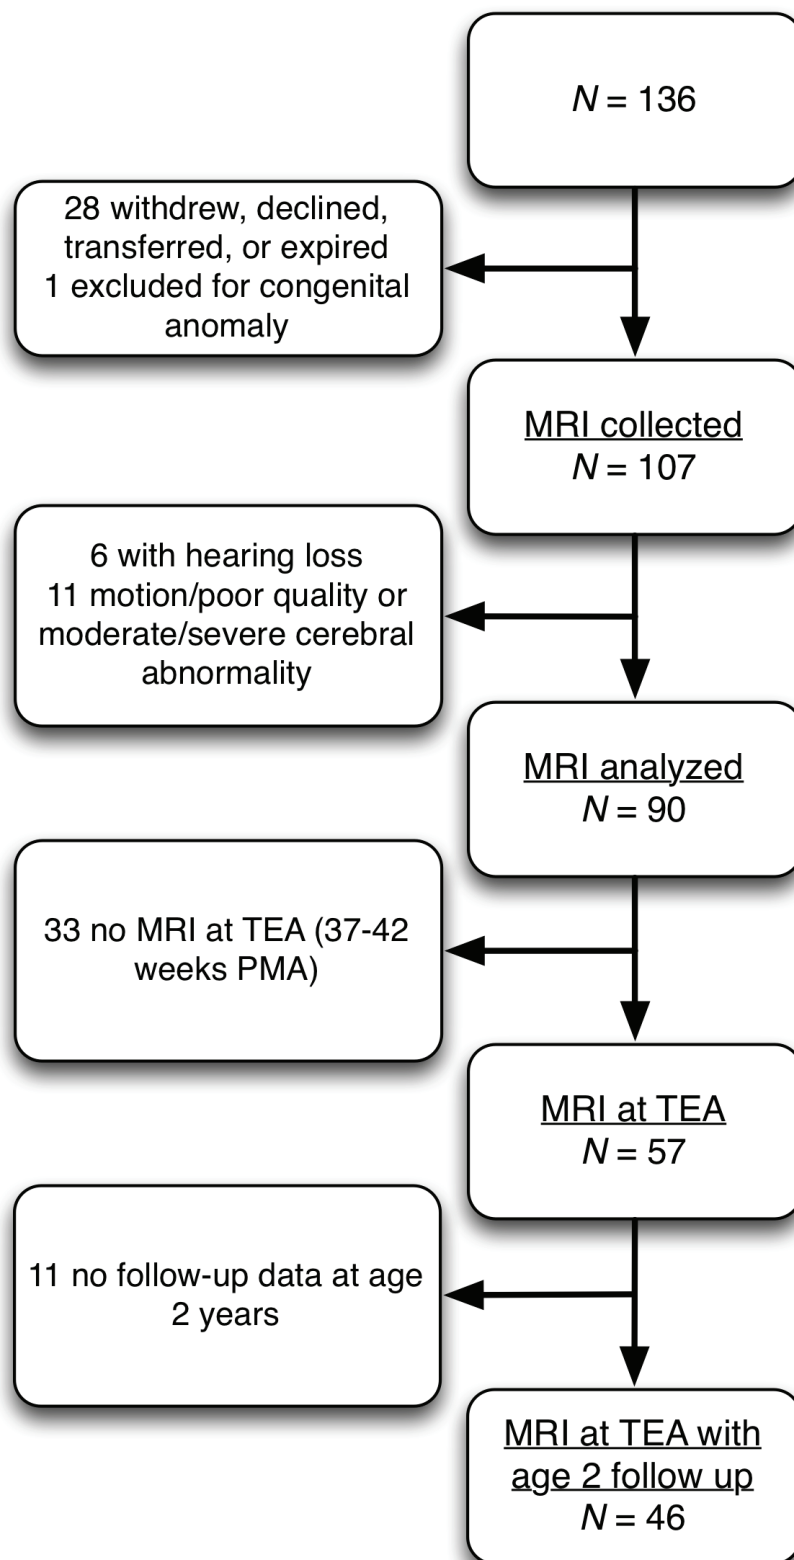 N = 136
28 withdrew, declined,
transferred, or expired
1 excluded for congenital
anomaly
MRI collected
N = 107
6 with hearing loss
11 motion/poor quality or
moderate/severe cerebral
abnormality
MRI analyzed
N = 90
33 no MRI at TEA (37-42
weeks PMA)
MRI at TEA
N = 57
11 no follow-up data at age
2 years
MRI at TEA with
age 2 follow up
N = 46